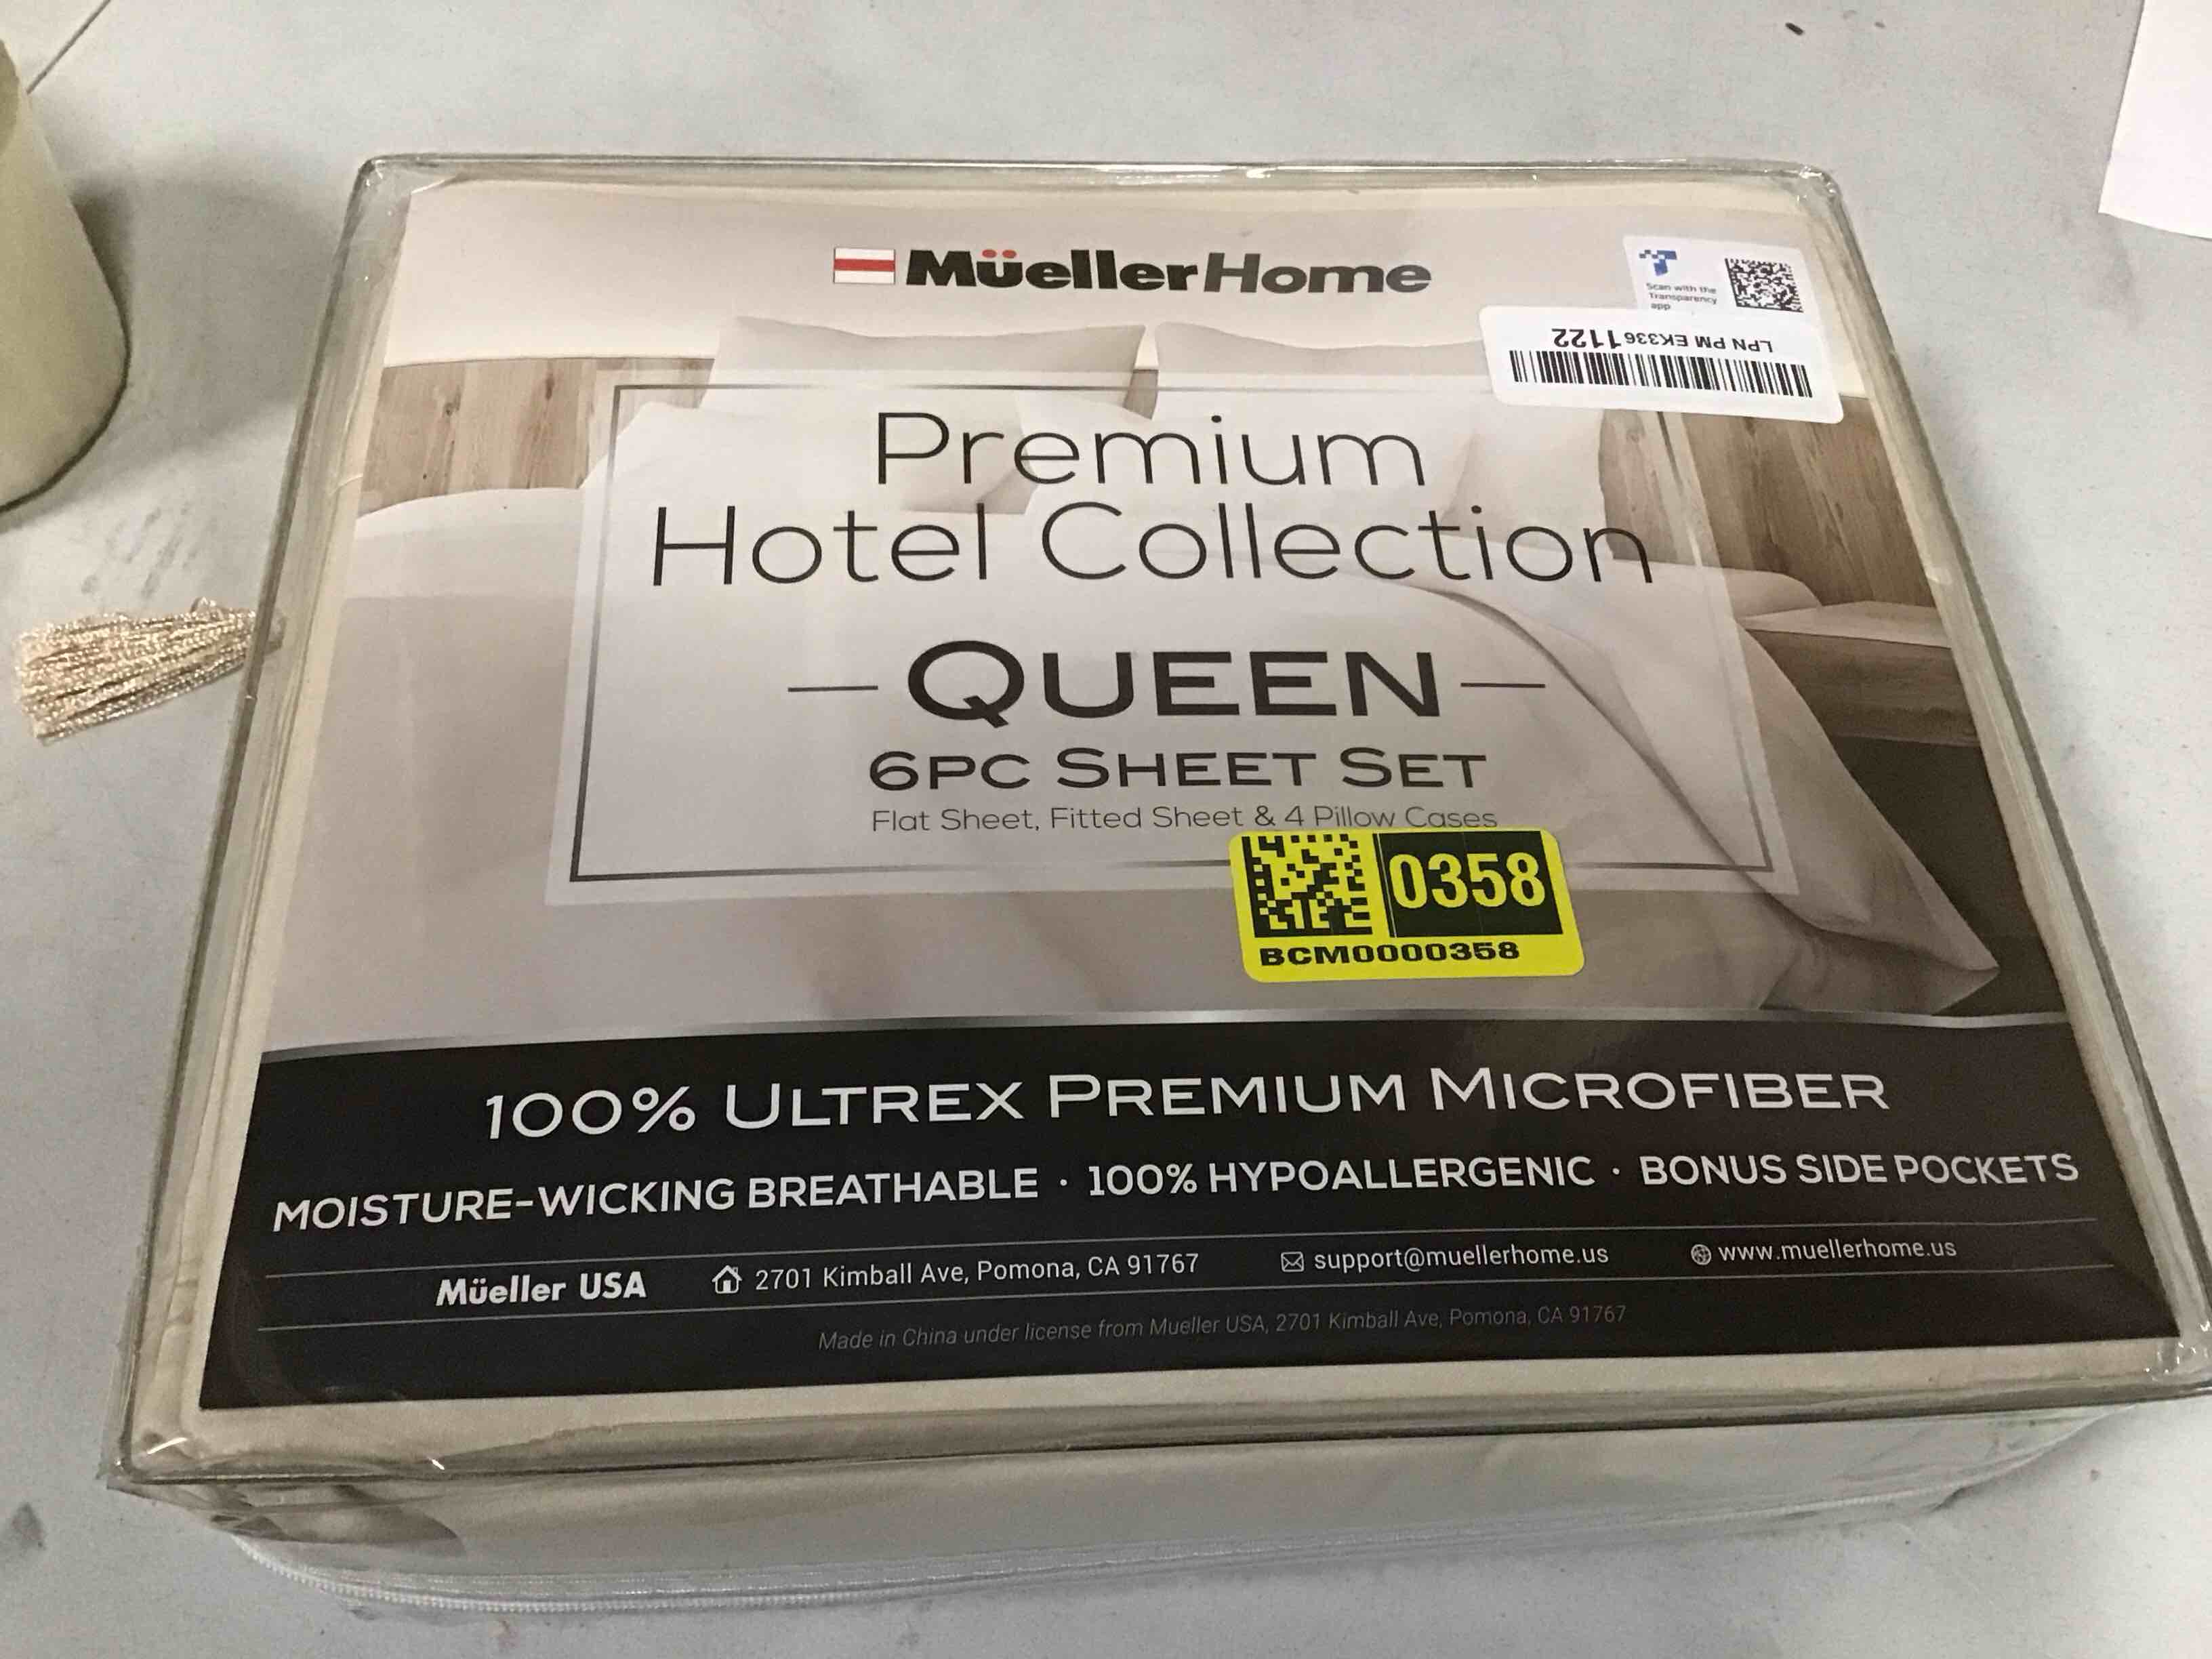 MüellerHome
Scan with the
Transparency
app
LPN PM EK3361122
Premium
Hotel Collection
QUEEN
6PC SHEET SET
Flat Sheet, Fitted Sheet & 4 Pillow Cases
0358
BCM0000358
100% ULTREX PREMIUM MICROFIBER
MOISTURE-WICKING BREATHABLE · 100% HYPOALLERGENIC · BONUS SIDE POCKETS
Müeller USA 2701 Kimball Ave, Pomona, CA 91767 support@muellerhome.us www.muellerhome.us
Made in China under license from Mueller USA, 2701 Kimball Ave, Pomona, CA 91767